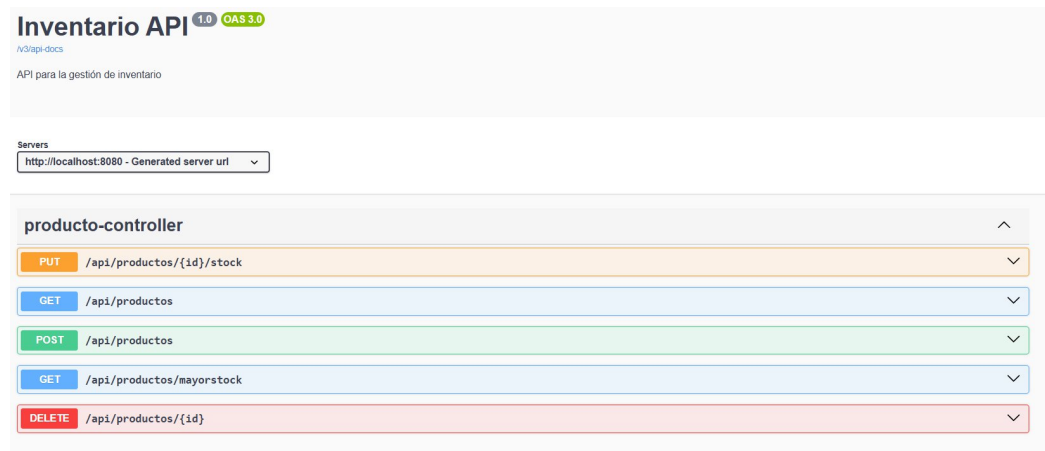 Inventario API 1.0 OAS 3.0
/v3/api-docs
API para la gestión de inventario
Servers
http://localhost:8080 - Generated server url
producto-controller
PUT /api/productos/{id}/stock
GET /api/productos
POST /api/productos
GET /api/productos/mayorstock
DELETE /api/productos/{id}